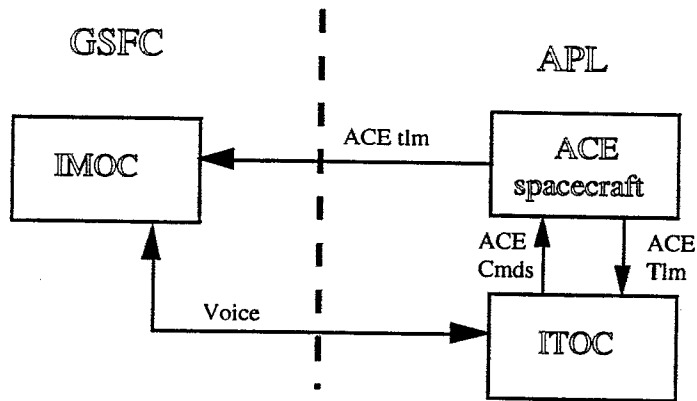 GSFC
APL
IMOC
ACE tlm
ACE
spacecraft
ACE
Cmds
ACE
Tlm
Voice
ITOC